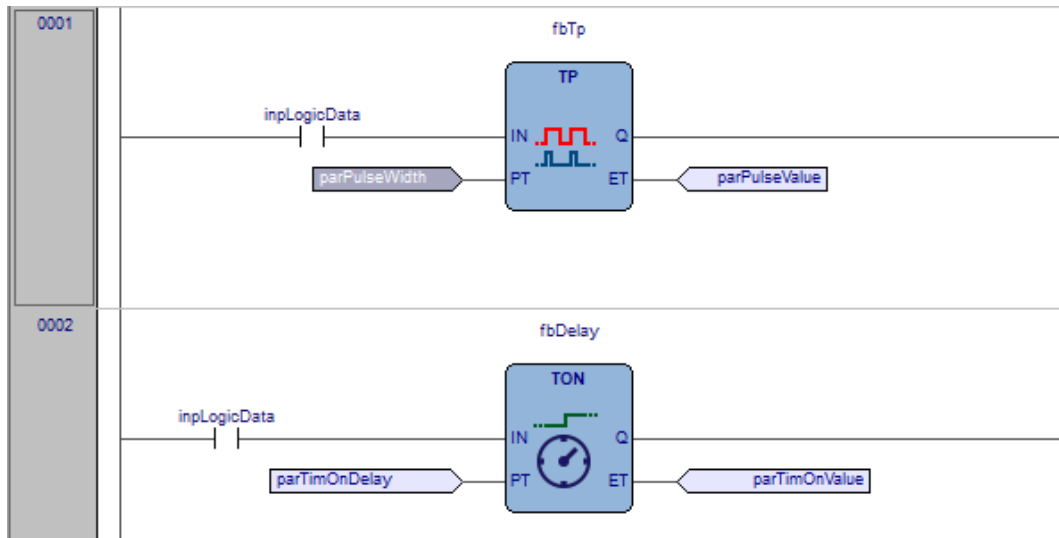 0001
fbTp
TP
inpLogicData
IN
Q
parPulseWidth
PT
ET
parPulseValue
0002
fbDelay
TON
inpLogicData
IN
Q
parTimOnDelay
PT
ET
parTimOnValue